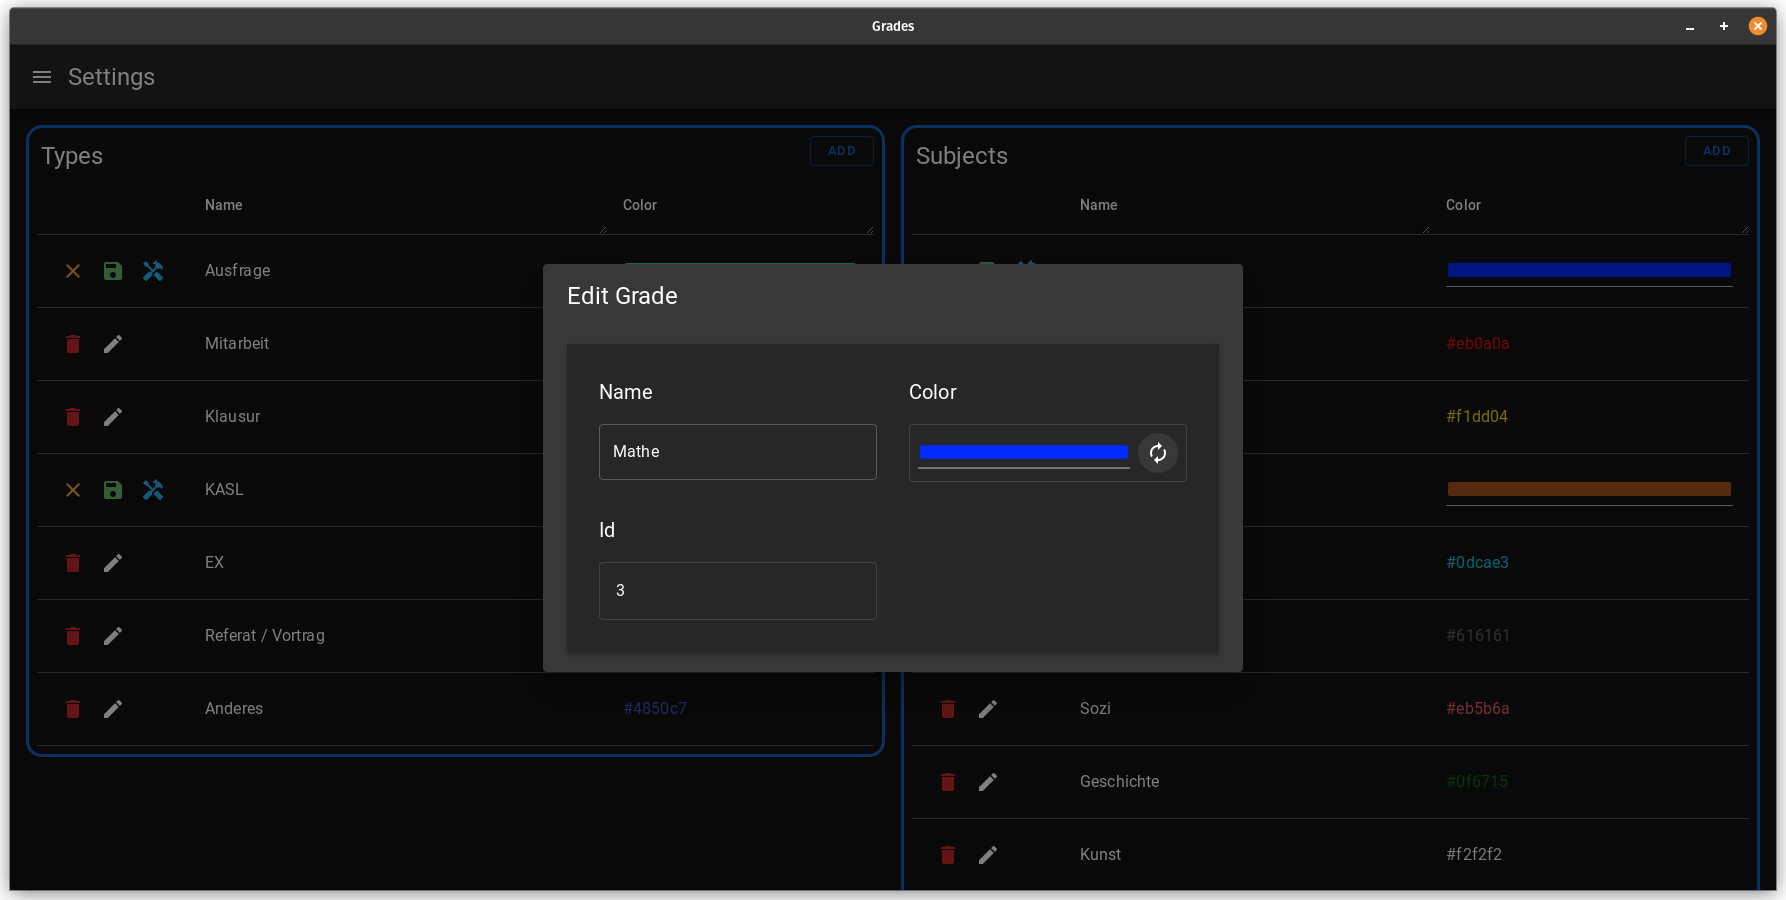 Grades
Settings
Types
ADD
Name
Color
Ausfrage
Mitarbeit
Klausur
KASL
EX
Referat / Vortrag
Anderes
#4850c7
Subjects
ADD
Name
Color
#eb0a0a
#f1dd04
#0dcae3
#616161
Sozi
#eb5b6a
Geschichte
#0f6715
Kunst
#f2f2f2
Edit Grade
Name
Color
Mathe
Id
3